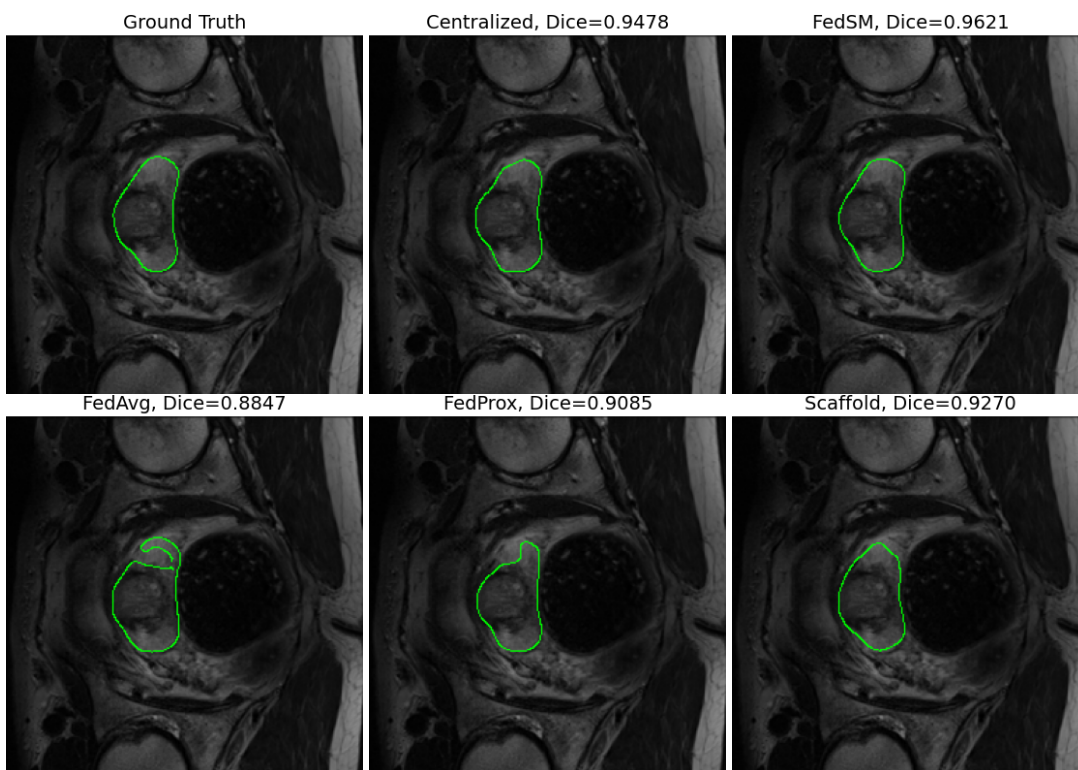 Ground Truth
Centralized, Dice=0.9478
FedSM, Dice=0.9621
FedAvg, Dice=0.8847
FedProx, Dice=0.9085
Scaffold, Dice=0.9270